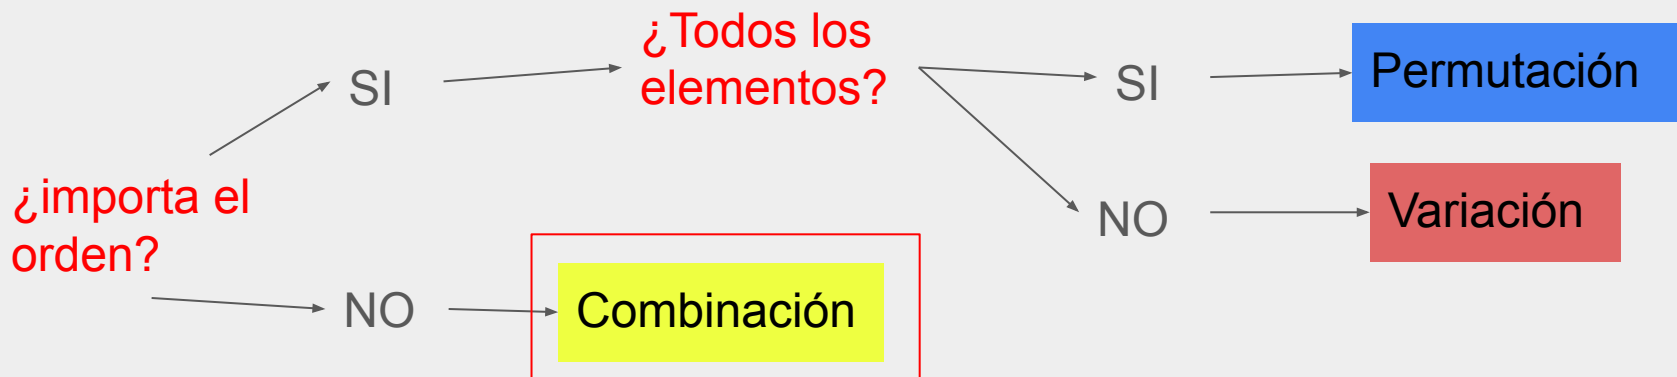 ¿importa el
orden?
SI
¿Todos los
elementos?
SI
Permutación
NO
Variación
NO
Combinación